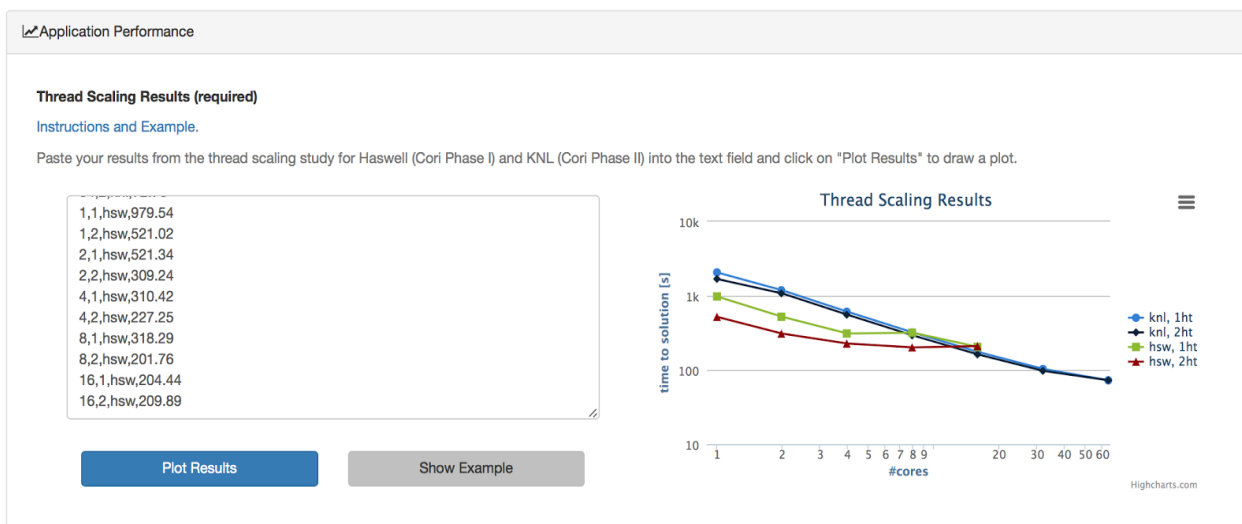 Application Performance
Thread Scaling Results (required)
Instructions and Example.
Paste your results from the thread scaling study for Haswell (Cori Phase I) and KNL (Cori Phase II) into the text field and click on "Plot Results" to draw a plot.
1,1,hsw,979.54
1,2,hsw,521.02
2,1,hsw,521.34
2,2,hsw,309.24
4,1,hsw,310.42
4,2,hsw,227.25
8,1,hsw,318.29
8,2,hsw,201.76
16,1,hsw,204.44
16,2,hsw,209.89
Plot Results
Show Example
Thread Scaling Results
10k
1k
100
10
time to solution [s]
1 2 3 4 5 6 7 8 9 20 30 40 50 60
#cores
knl, 1ht
knl, 2ht
hsw, 1ht
hsw, 2ht
Highcharts.com